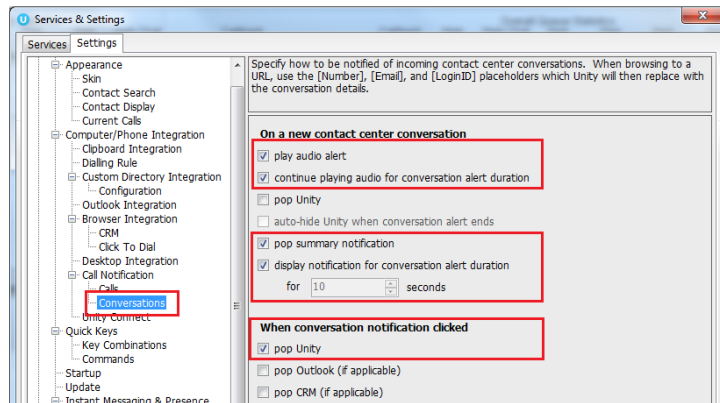 Services & Settings
Services
Settings
Appearance
Skin
Contact Search
Contact Display
Current Calls
Computer/Phone Integration
Clipboard Integration
Dialling Rule
Custom Directory Integration
Configuration
Outlook Integration
Browser Integration
CRM
Click To Dial
Desktop Integration
Call Notification
Calls
Conversations
Unity Connect
Quick Keys
Key Combinations
Commands
Startup
Update
Instant Messaging & Presence
Specify how to be notified of incoming contact center conversations. When browsing to a
URL, use the [Number], [Email], and [LoginID] placeholders which Unity will then replace with
the conversation details.
On a new contact center conversation
play audio alert
continue playing audio for conversation alert duration
pop Unity
auto-hide Unity when conversation alert ends
pop summary notification
display notification for conversation alert duration
for 10 seconds
When conversation notification clicked
pop Unity
pop Outlook (if applicable)
pop CRM (if applicable)